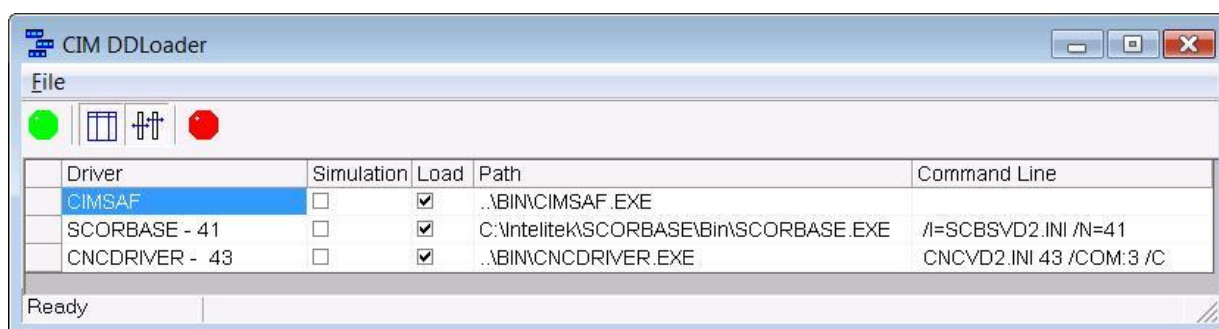 CIM DDLoader
File
Driver Simulation Load Path Command Line
CIMSAF ..\BIN\CIMSAF.EXE
SCORBASE - 41 C:\Intelitek\SCORBASE\Bin\SCORBASE.EXE /I=SCBSVD2.INI /N=41
CNCDRIVER - 43 ..\BIN\CNCDRIVER.EXE CNCVD2.INI 43 /COM:3 /C
Ready